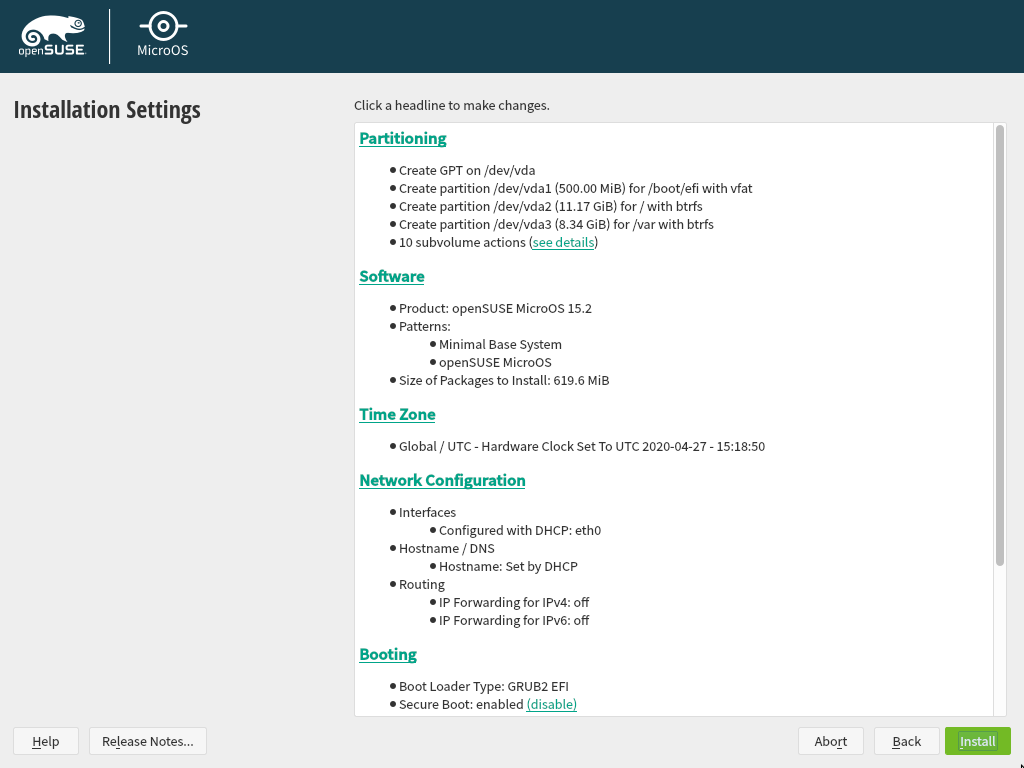 openSUSE
MicroOS
Installation Settings
Click a headline to make changes.
Partitioning
Create GPT on /dev/vda
Create partition /dev/vda1 (500.00 MiB) for /boot/efi with vfat
Create partition /dev/vda2 (11.17 GiB) for / with btrfs
Create partition /dev/vda3 (8.34 GiB) for /var with btrfs
10 subvolume actions (see details)
Software
Product: openSUSE MicroOS 15.2
Patterns:
Minimal Base System
openSUSE MicroOS
Size of Packages to Install: 619.6 MiB
Time Zone
Global / UTC - Hardware Clock Set To UTC 2020-04-27 - 15:18:50
Network Configuration
Interfaces
Configured with DHCP: eth0
Hostname / DNS
Hostname: Set by DHCP
Routing
IP Forwarding for IPv4: off
IP Forwarding for IPv6: off
Booting
Boot Loader Type: GRUB2 EFI
Secure Boot: enabled (disable)
Help
Release Notes...
Abort
Back
Install